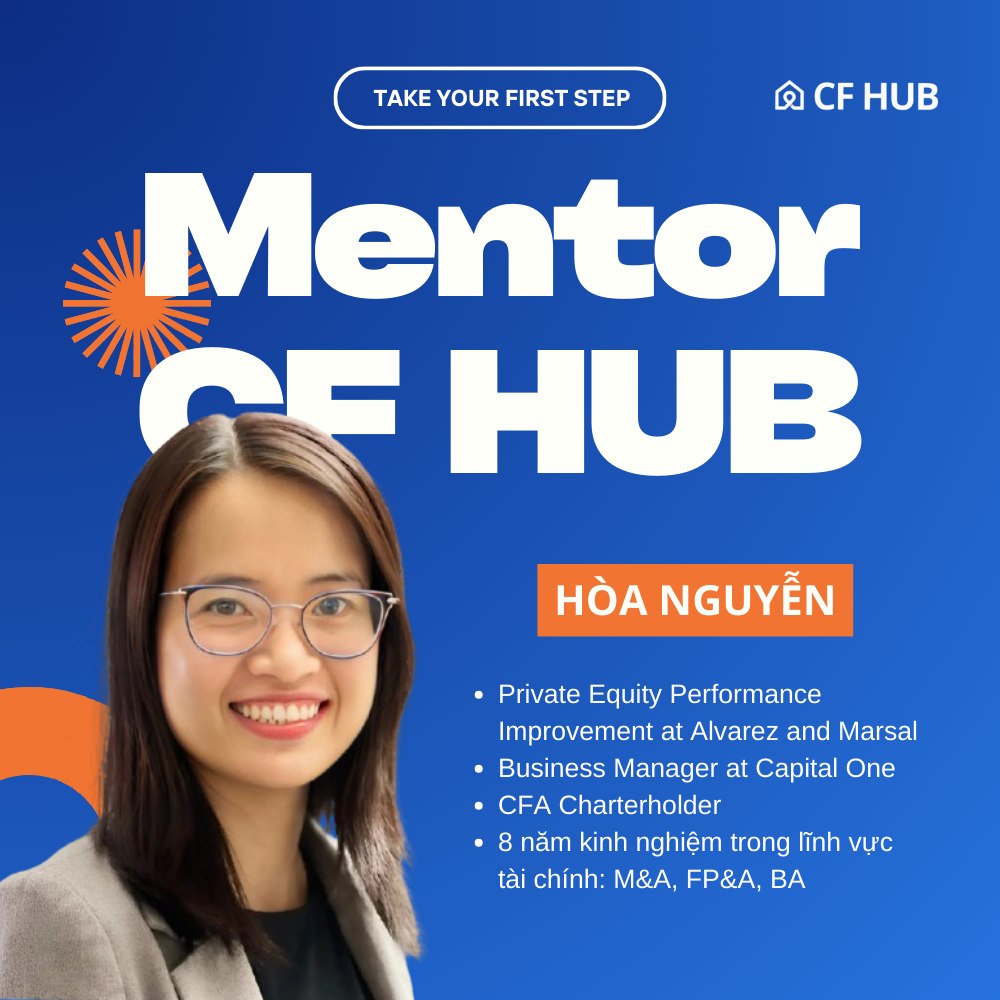 TAKE YOUR FIRST STEP
CF HUB
Mentor
CF HUB
HÒA NGUYỄN
• Private Equity Performance
Improvement at Alvarez and Marsal
• Business Manager at Capital One
• CFA Charterholder
• 8 năm kinh nghiệm trong lĩnh vực
tài chính: M&A, FP&A, BA